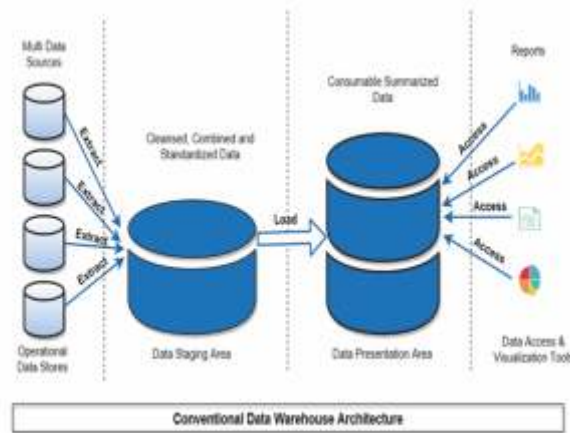 Multi Data
Sources
Reports
Consumable Summarized
Data
Cleansed, Combined and
Standardized Data
Extract
Extract
Extract
Extract
Load
Access
Access
Access
Access
Operational
Data Stores
Data Staging Area
Data Presentation Area
Data Access &
Visualization Tools
Conventional Data Warehouse Architecture